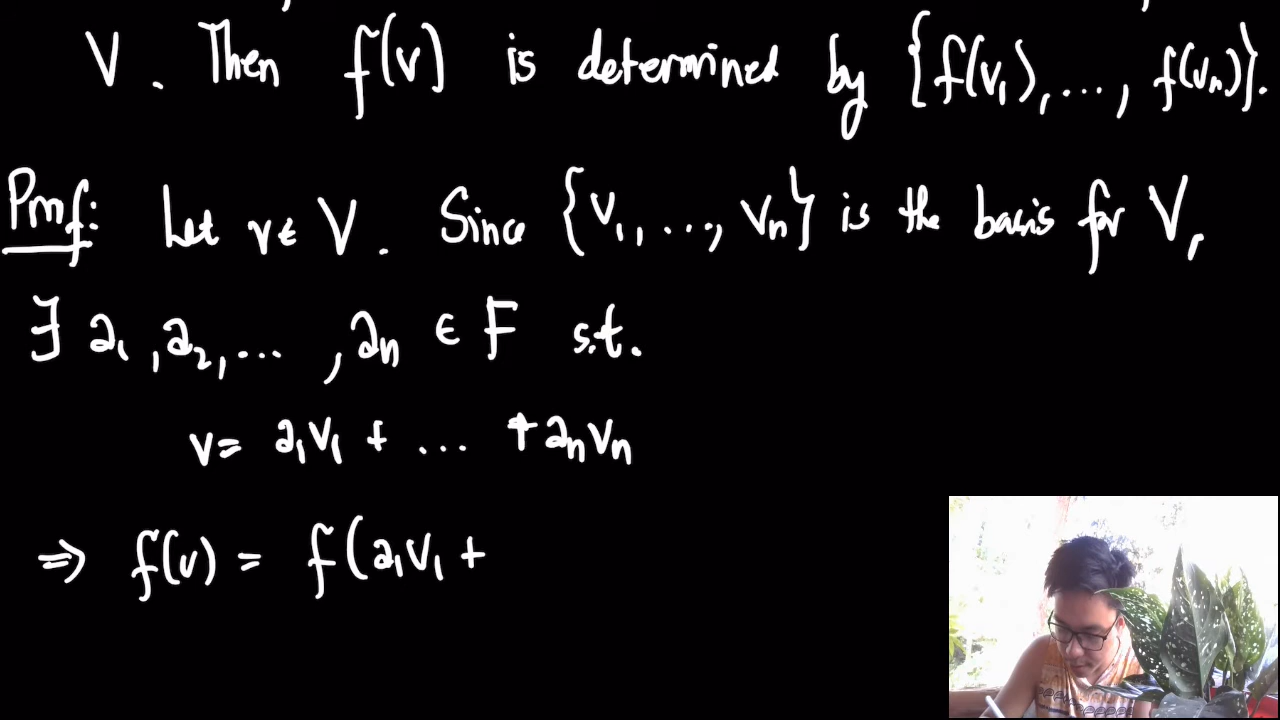 V. Then f(v) is determined by {f(v₁), ..., f(vₙ)}.
Proof: Let v ∈ V. Since {v₁, ..., vₙ} is the basis for V,
∃ a₁, a₂, ... , aₙ ∈ F s.t.
v = a₁v₁ + ... + aₙvₙ
⇒ f(v) = f(a₁v₁ +